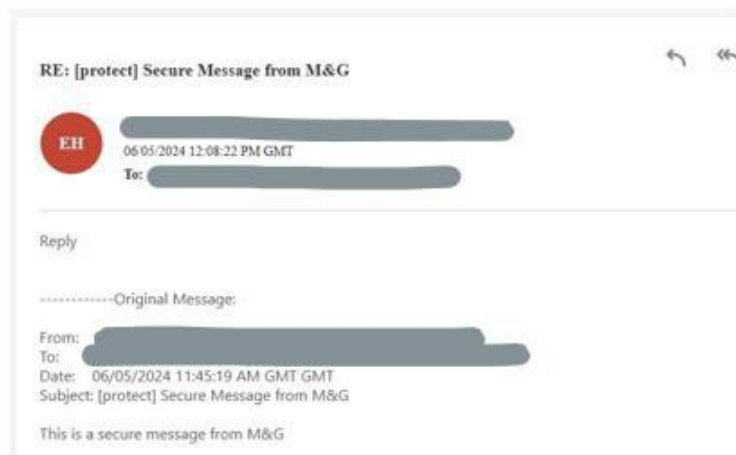 RE: [protect] Secure Message from M&G
EH
06/05/2024 12:08:22 PM GMT
To:
Reply
------------Original Message:
From:
To:
Date: 06/05/2024 11:45:19 AM GMT GMT
Subject: [protect] Secure Message from M&G
This is a secure message from M&G